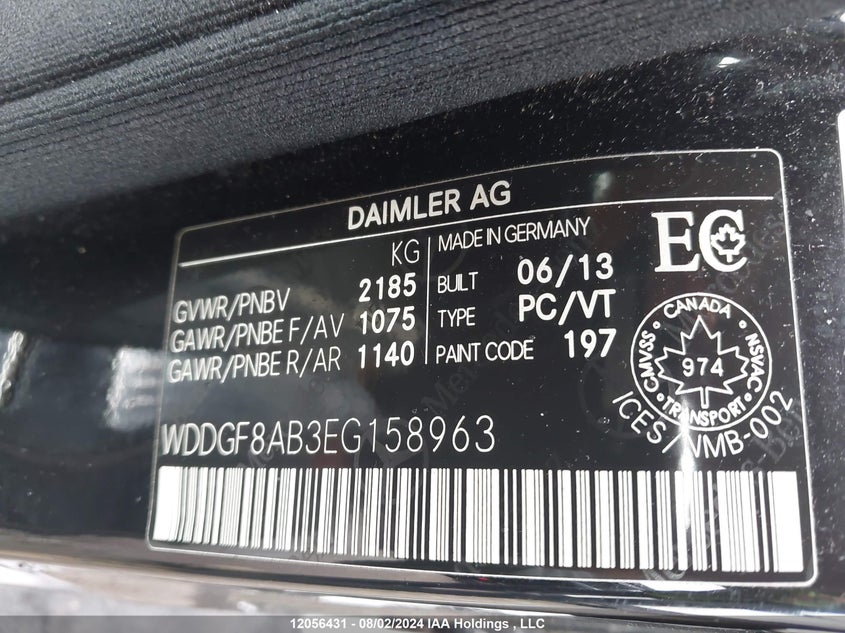 DAIMLER AG
KG
GVWR/PNBV 2185
GAWR/PNBE F/AV 1075
GAWR/PNBE R/AR 1140
MADE IN GERMANY
BUILT 06/13
TYPE PC/VT
PAINT CODE 197
EC
CANADA
CMVSS 974 NSVAC
TRANSPORT
ICES/NMB-002
WDDGF8AB3EG158963
12056431 - 08/02/2024 IAA Holdings , LLC